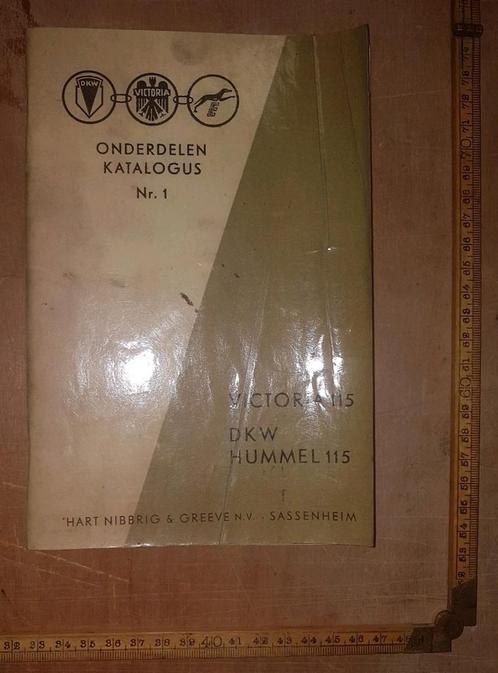 DKW
VICTORIA
ONDERDELEN
KATALOGUS
Nr. 1
VICTORIA 115
DKW
HUMMEL 115
'HART NIBBRIG & GREEVE N.V. - SASSENHEIM